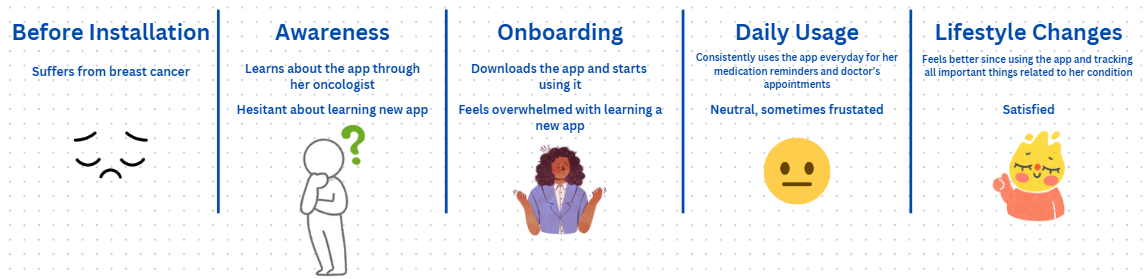 Before Installation
Suffers from breast cancer
Awareness
Learns about the app through
her oncologist
Hesitant about learning new app
?
Onboarding
Downloads the app and starts
using it
Feels overwhelmed with learning a
new app
Daily Usage
Consistently uses the app everyday for her
medication reminders and doctor's
appointments
Neutral, sometimes frustated
Lifestyle Changes
Feels better since using the app and tracking
all important things related to her condition
Satisfied